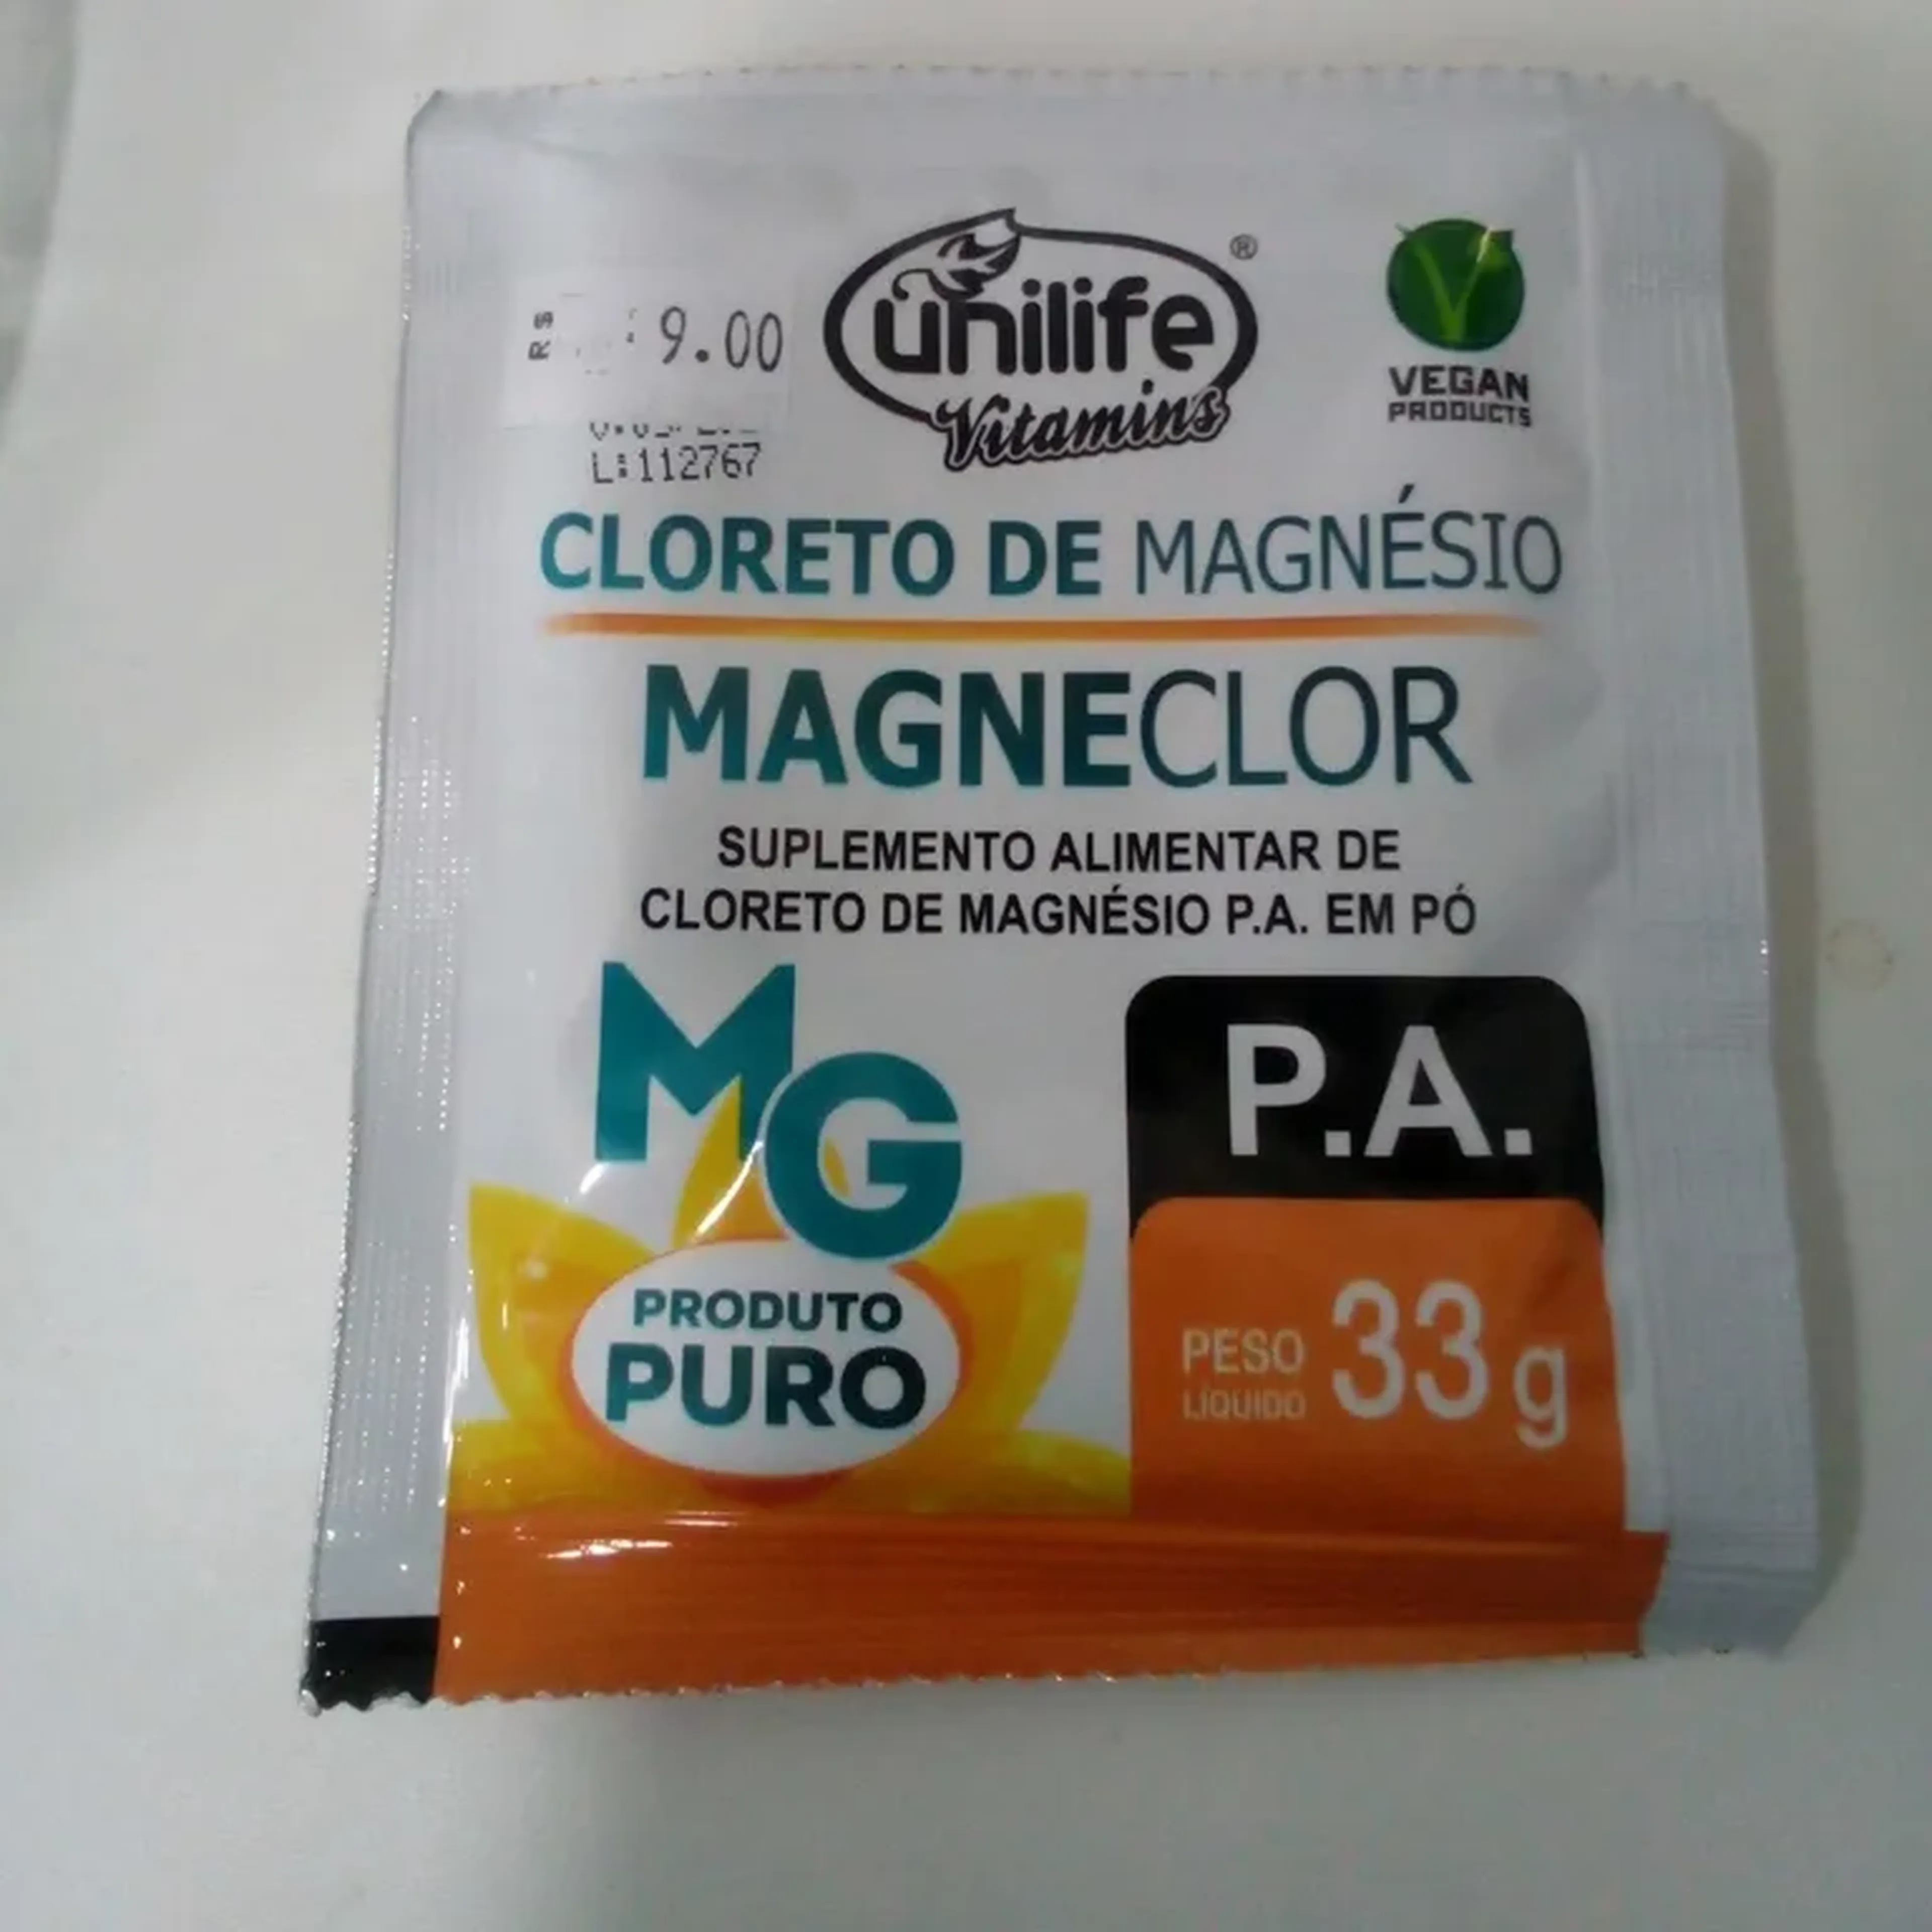 R$ 9.00
L:112767
unilife®
Vitamins
VEGAN
PRODUCTS
CLORETO DE MAGNÉSIO
MAGNECLOR
SUPLEMENTO ALIMENTAR DE
CLORETO DE MAGNÉSIO P.A. EM PÓ
MG
PRODUTO
PURO
P.A.
PESO
LÍQUIDO
33 g